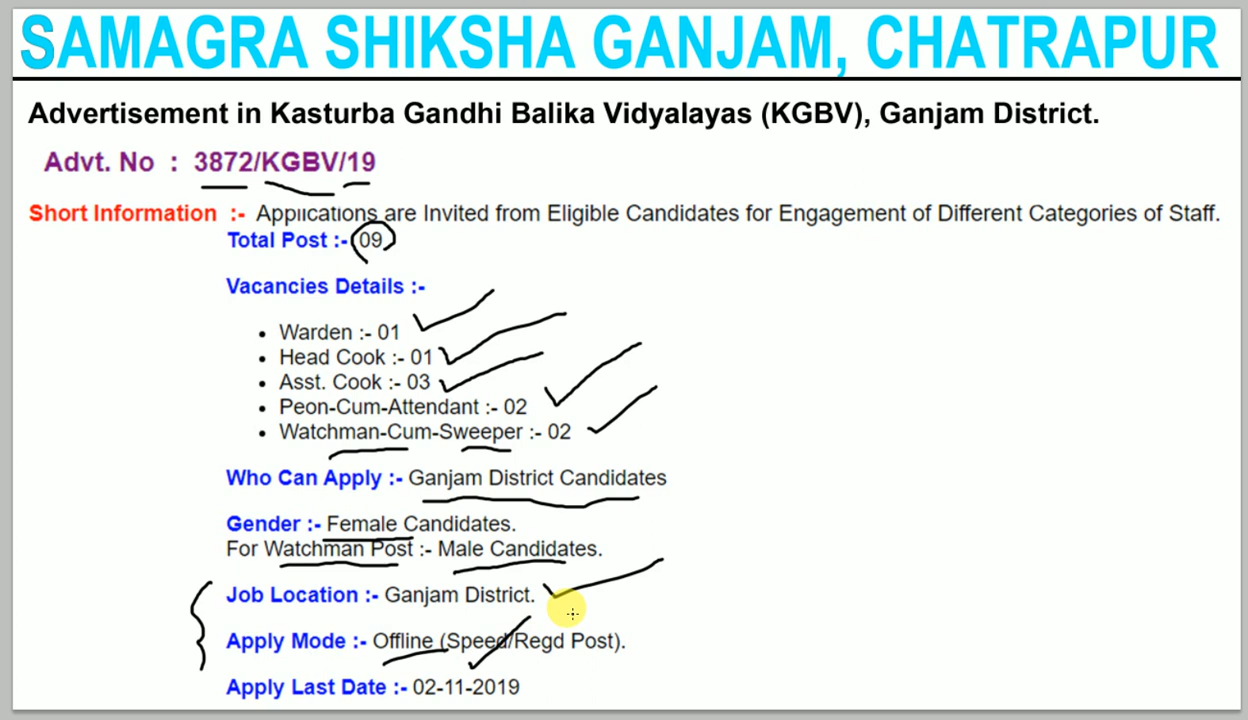 SAMAGRA SHIKSHA GANJAM, CHATRAPUR
Advertisement in Kasturba Gandhi Balika Vidyalayas (KGBV), Ganjam District.
Advt. No : 3872/KGBV/19
Short Information :- Applications are Invited from Eligible Candidates for Engagement of Different Categories of Staff.
Total Post :- 09
Vacancies Details :-
• Warden :- 01
• Head Cook :- 01
• Asst. Cook :- 03
• Peon-Cum-Attendant :- 02
• Watchman-Cum-Sweeper :- 02
Who Can Apply :- Ganjam District Candidates
Gender :- Female Candidates.
For Watchman Post :- Male Candidates.
Job Location :- Ganjam District.
Apply Mode :- Offline (Speed/Regd Post).
Apply Last Date :- 02-11-2019